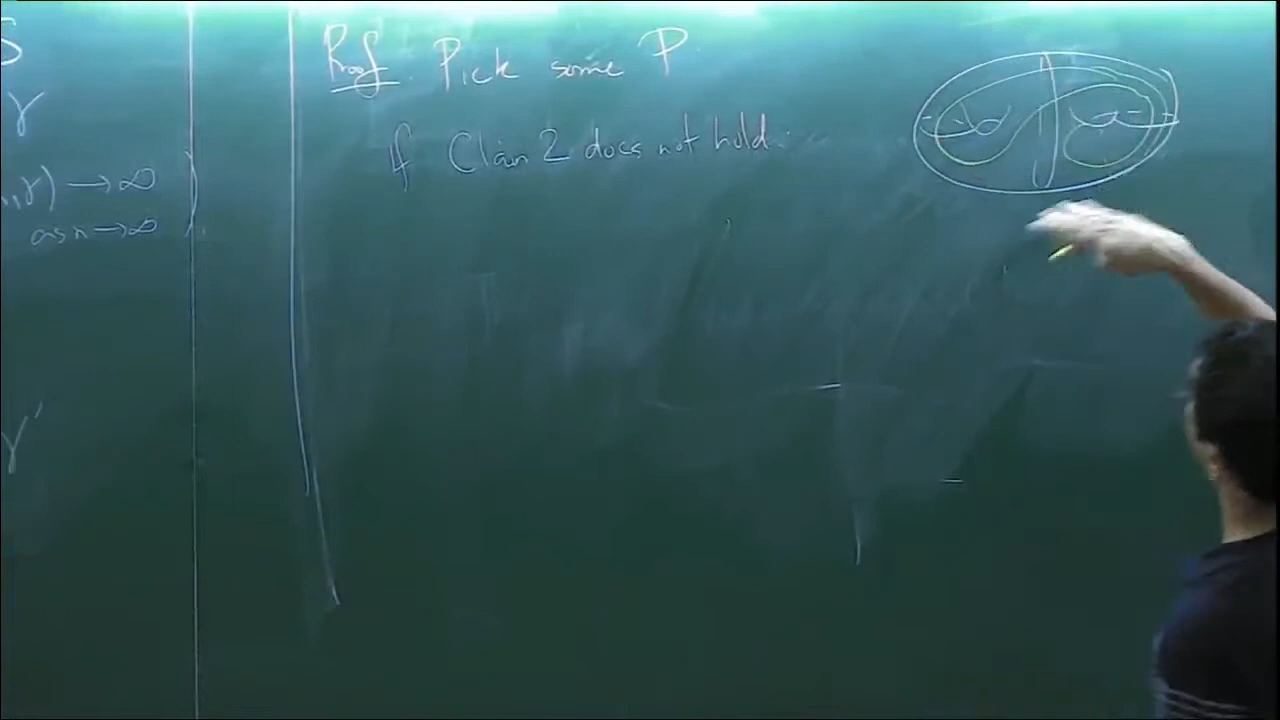 S
γ
,γ) → ∞
as n → ∞
γ'
Proof. Pick some P
If Claim 2 does not hold.